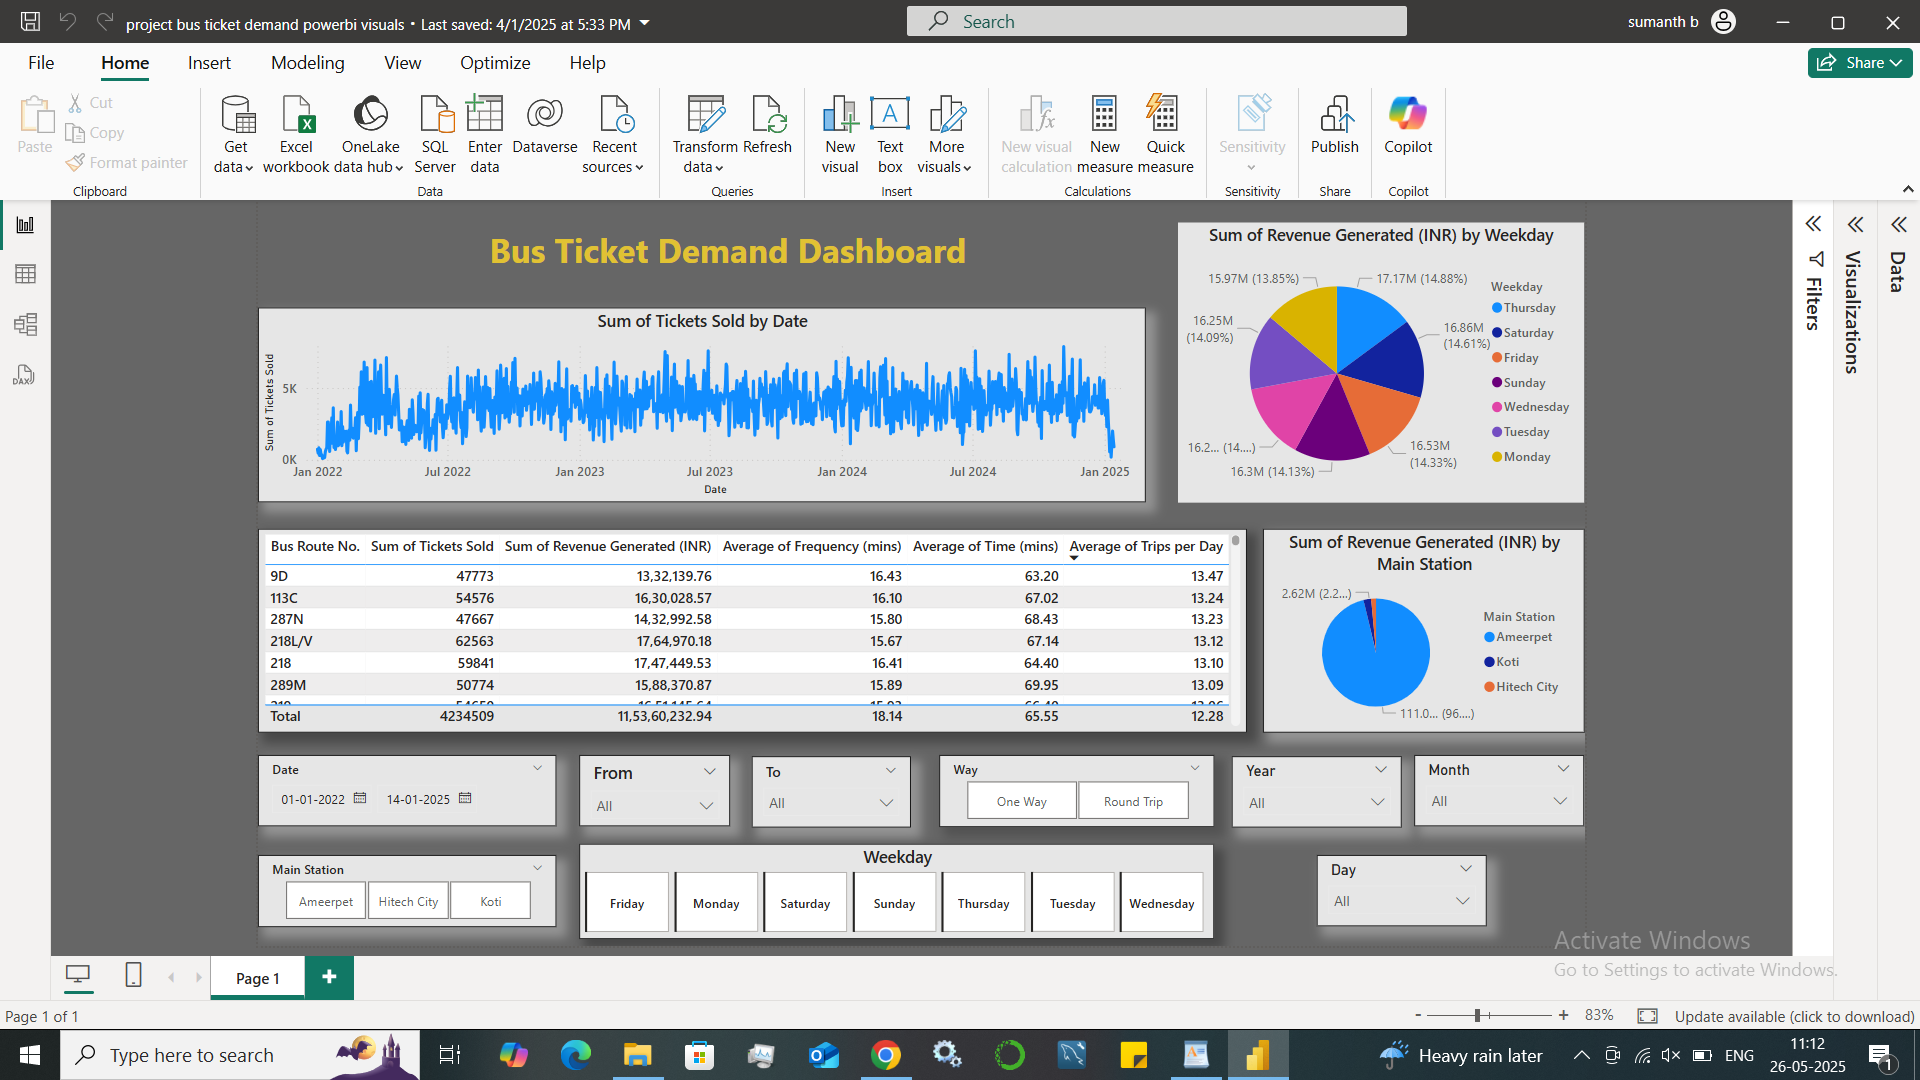 project bus ticket demand powerbi visuals • Last saved: 4/1/2025 at 5:33 PM
Search
sumanth b
File Home Insert Modeling View Optimize Help
Share
Paste
Cut
Copy
Format painter
Clipboard
Get data
Excel workbook
OneLake data hub
SQL Server
Enter data
Dataverse
Recent sources
Data
Transform data
Refresh
Queries
New visual
Text box
More visuals
Insert
New visual calculation
New measure
Quick measure
Calculations
Sensitivity
Sensitivity
Publish
Share
Copilot
Copilot
DAX
Bus Ticket Demand Dashboard
Sum of Tickets Sold by Date
Sum of Tickets Sold
5K
0K
Jan 2022 Jul 2022 Jan 2023 Jul 2023 Jan 2024 Jul 2024 Jan 2025
Date
Sum of Revenue Generated (INR) by Weekday
15.97M (13.85%)
17.17M (14.88%)
16.25M
(14.09%)
16.86M
(14.61%)
16.2... (14....)
16.53M
(14.33%)
16.3M (14.13%)
Weekday
Thursday
Saturday
Friday
Sunday
Wednesday
Tuesday
Monday
Filters
Visualizations
Data
Bus Route No. Sum of Tickets Sold Sum of Revenue Generated (INR) Average of Frequency (mins) Average of Time (mins) Average of Trips per Day
9D 47773 13,32,139.76 16.43 63.20 13.47
113C 54576 16,30,028.57 16.10 67.02 13.24
287N 47667 14,32,992.58 15.80 68.43 13.23
218L/V 62563 17,64,970.18 15.67 67.14 13.12
218 59841 17,47,449.53 16.41 64.40 13.10
289M 50774 15,88,370.87 15.89 69.95 13.09
Total 4234509 11,53,60,232.94 18.14 65.55 12.28
Sum of Revenue Generated (INR) by
Main Station
2.62M (2.2...)
111.0... (96....)
Main Station
Ameerpet
Koti
Hitech City
Date
01-01-2022 14-01-2025
From
All
To
All
Way
One Way Round Trip
Year
All
Month
All
Main Station
Ameerpet Hitech City Koti
Weekday
Friday Monday Saturday Sunday Thursday Tuesday Wednesday
Day
All
Activate Windows
Go to Settings to activate Windows.
Page 1
+
Page 1 of 1
- + 83%
Update available (click to download)
Type here to search
Heavy rain later
ENG
11:12
26-05-2025
1